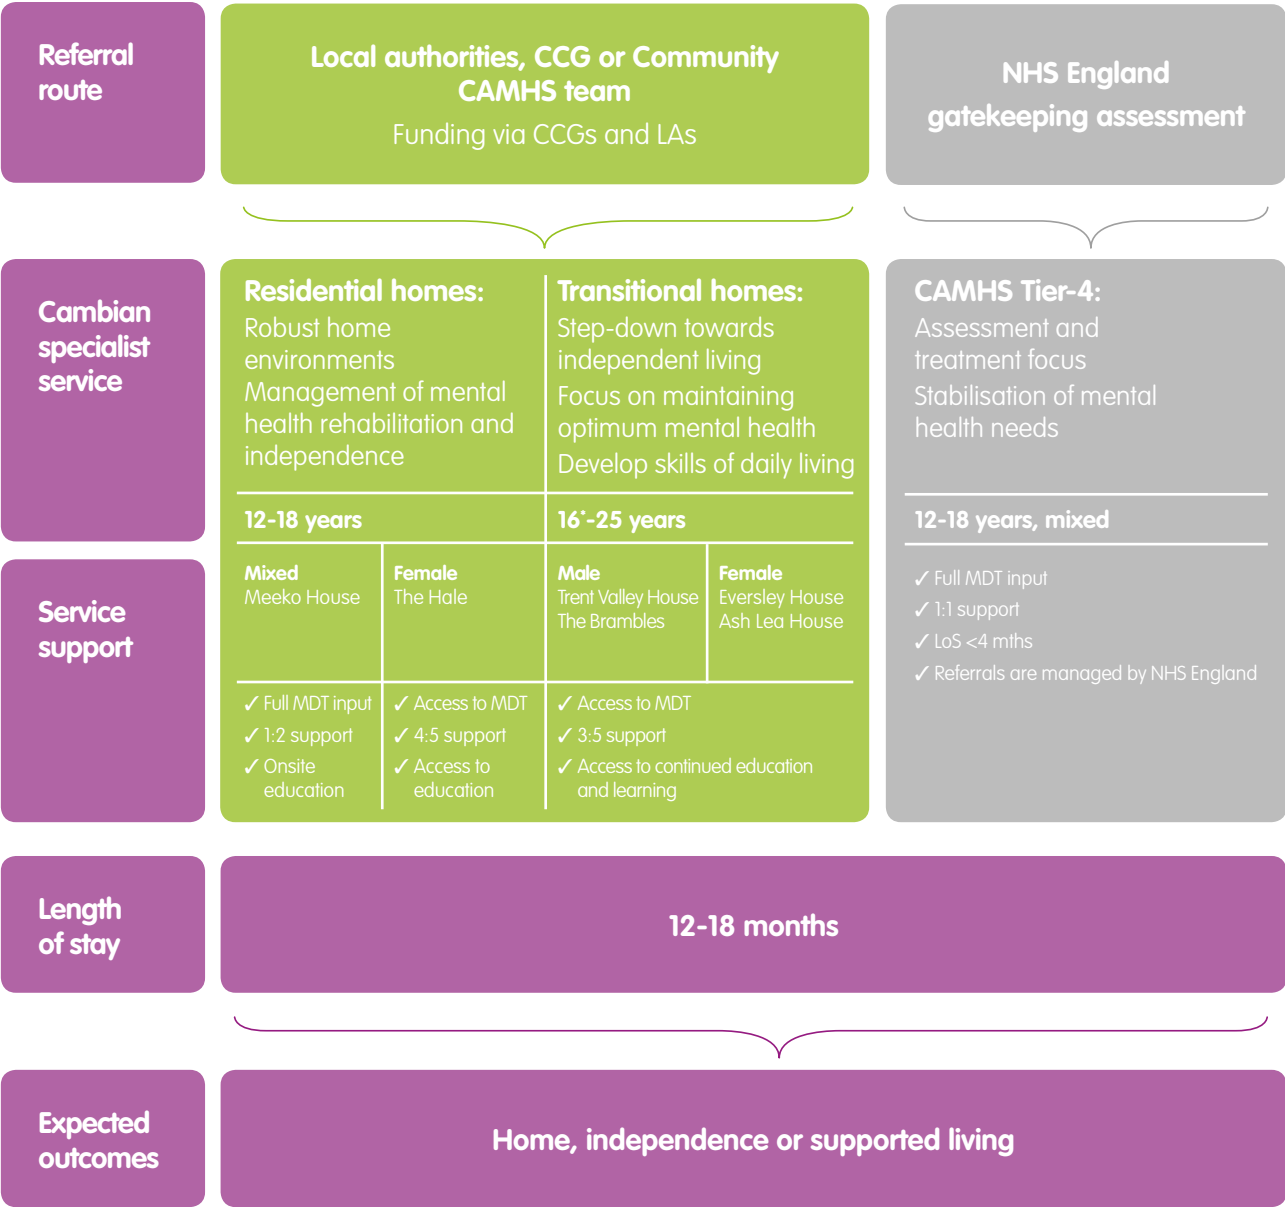 Referral
route
Local authorities, CCG or Community
CAMHS team
Funding via CCGs and LAs
NHS England
gatekeeping assessment
Cambian
specialist
service
Residential homes:
Robust home
environments
Management of mental
health rehabilitation and
independence
Transitional homes:
Step-down towards
independent living
Focus on maintaining
optimum mental health
Develop skills of daily living
CAMHS Tier-4:
Assessment and
treatment focus
Stabilisation of mental
health needs
12-18 years
16*-25 years
12-18 years, mixed
Service
support
Mixed
Meeko House
Female
The Hale
Male
Trent Valley House
The Brambles
Female
Eversley House
Ash Lea House
✓ Full MDT input
✓ 1:2 support
✓ Onsite
education
✓ Access to MDT
✓ 4:5 support
✓ Access to
education
✓ Access to MDT
✓ 3:5 support
✓ Access to continued education
and learning
✓ Full MDT input
✓ 1:1 support
✓ LoS <4 mths
✓ Referrals are managed by NHS England
Length
of stay
12-18 months
Expected
outcomes
Home, independence or supported living